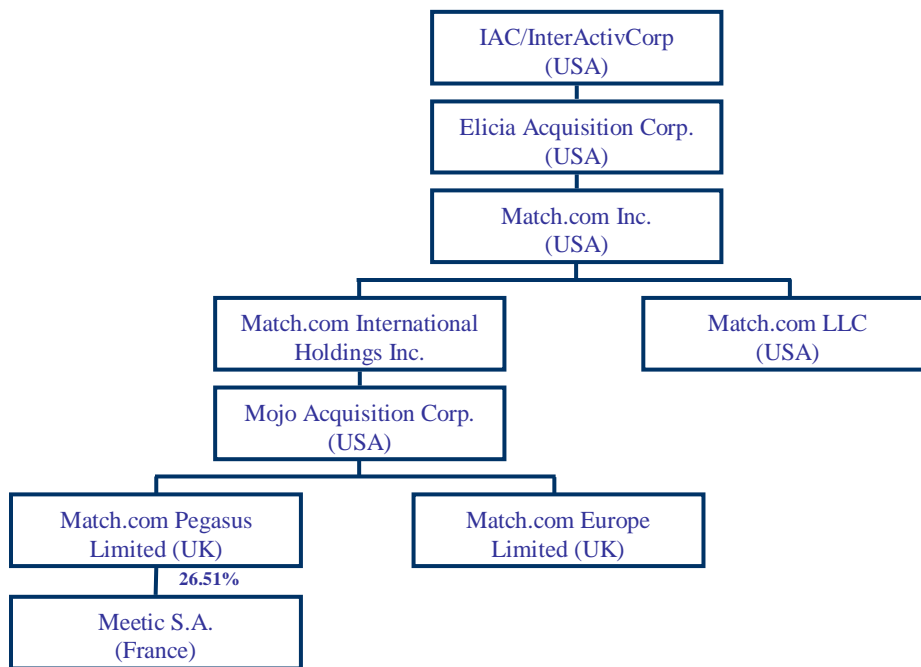 IAC/InterActivCorp
(USA)
Elicia Acquisition Corp.
(USA)
Match.com Inc.
(USA)
Match.com International
Holdings Inc.
Match.com LLC
(USA)
Mojo Acquisition Corp.
(USA)
Match.com Pegasus
Limited (UK)
Match.com Europe
Limited (UK)
26.51%
Meetic S.A.
(France)